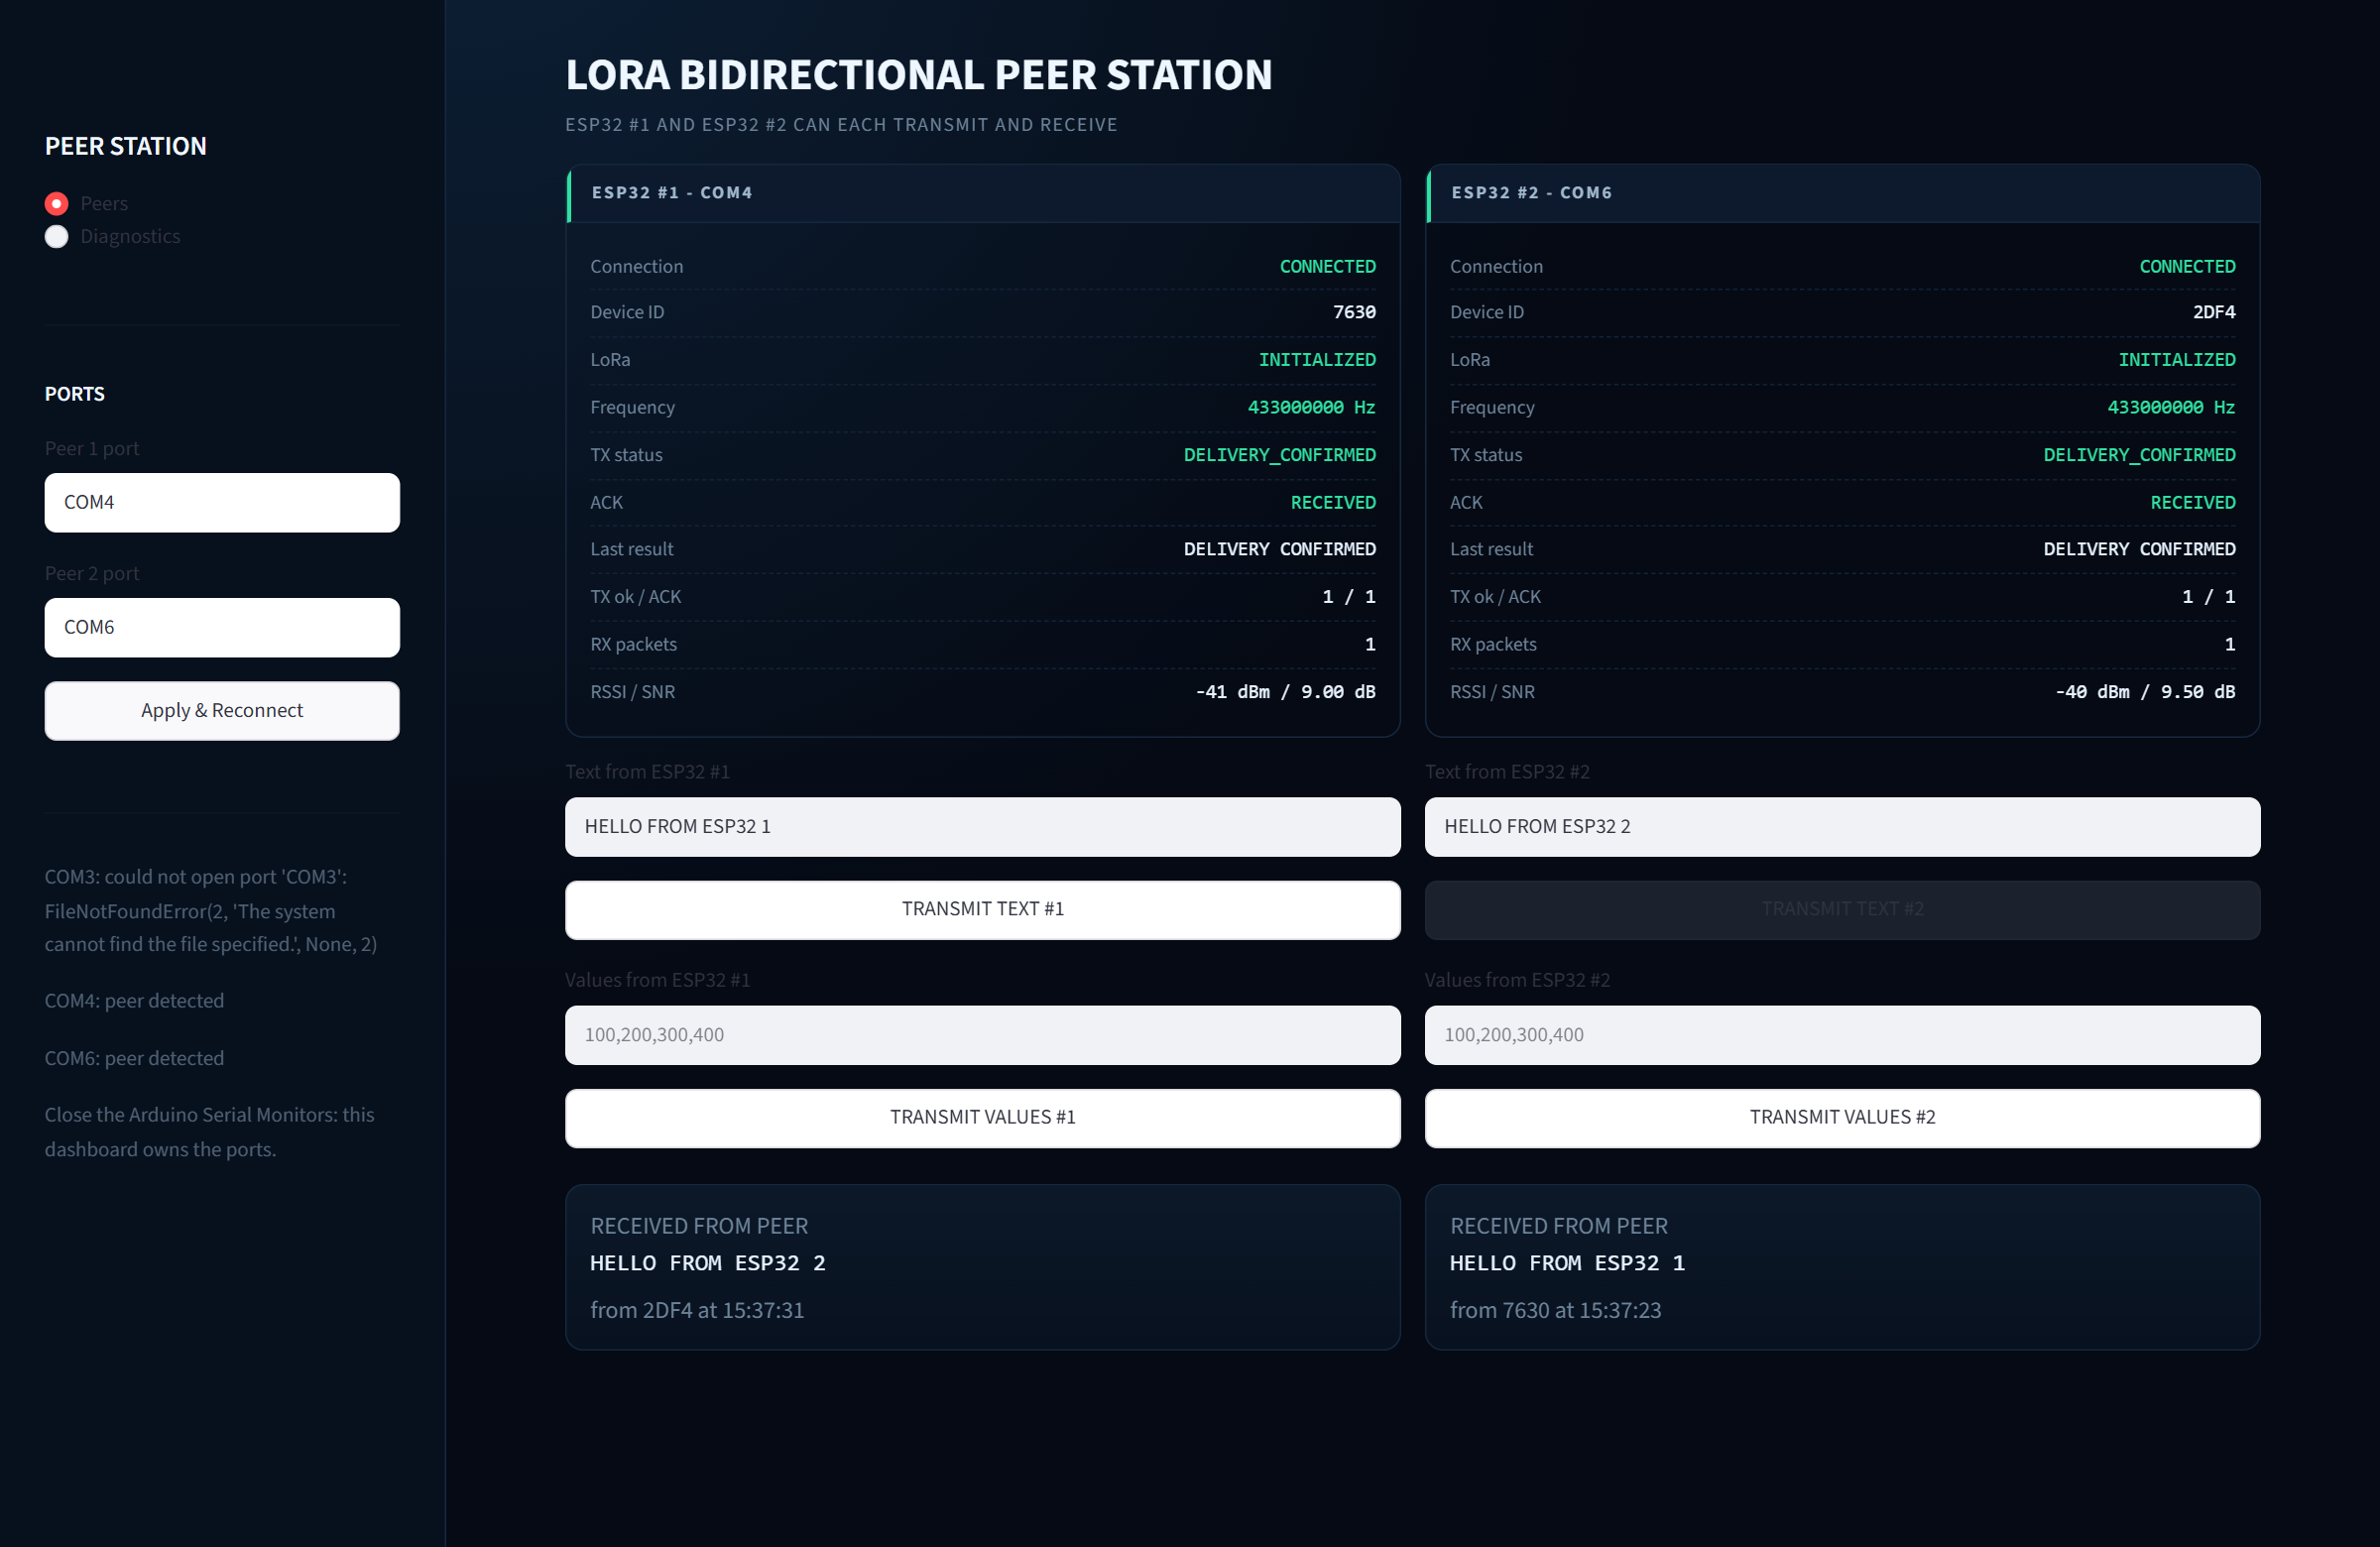 PEER STATION
Peers
Diagnostics
PORTS
Peer 1 port
COM4
Peer 2 port
COM6
Apply & Reconnect
COM3: could not open port 'COM3':
FileNotFoundError(2, 'The system
cannot find the file specified.', None, 2)
COM4: peer detected
COM6: peer detected
Close the Arduino Serial Monitors: this
dashboard owns the ports.
LORA BIDIRECTIONAL PEER STATION
ESP32 #1 AND ESP32 #2 CAN EACH TRANSMIT AND RECEIVE
ESP32 #1 - COM4
Connection CONNECTED
Device ID 7630
LoRa INITIALIZED
Frequency 433000000 Hz
TX status DELIVERY_CONFIRMED
ACK RECEIVED
Last result DELIVERY CONFIRMED
TX ok / ACK 1 / 1
RX packets 1
RSSI / SNR -41 dBm / 9.00 dB
Text from ESP32 #1
HELLO FROM ESP32 1
TRANSMIT TEXT #1
Values from ESP32 #1
100,200,300,400
TRANSMIT VALUES #1
RECEIVED FROM PEER
HELLO FROM ESP32 2
from 2DF4 at 15:37:31
ESP32 #2 - COM6
Connection CONNECTED
Device ID 2DF4
LoRa INITIALIZED
Frequency 433000000 Hz
TX status DELIVERY_CONFIRMED
ACK RECEIVED
Last result DELIVERY CONFIRMED
TX ok / ACK 1 / 1
RX packets 1
RSSI / SNR -40 dBm / 9.50 dB
Text from ESP32 #2
HELLO FROM ESP32 2
TRANSMIT TEXT #2
Values from ESP32 #2
100,200,300,400
TRANSMIT VALUES #2
RECEIVED FROM PEER
HELLO FROM ESP32 1
from 7630 at 15:37:23